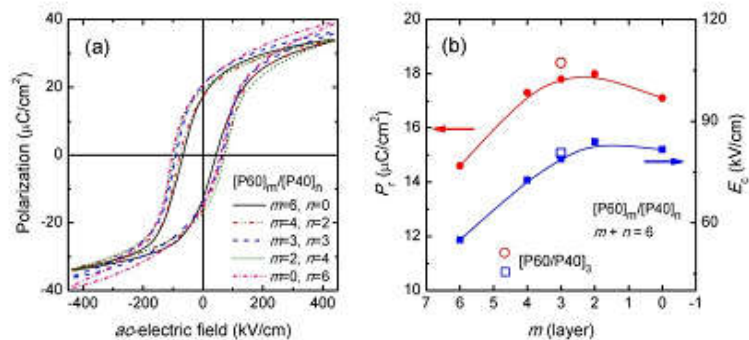 (a)
Polarization (μC/cm²)
40
20
0
-20
-40
[P60]ₘ/[P40]ₙ
m=6, n=0
m=4, n=2
m=3, n=3
m=2, n=4
m=0, n=6
-400 -200 0 200 400
ac-electric field (kV/cm)
(b)
Pᵣ (μC/cm²)
20
18
16
14
12
10
[P60]ₘ/[P40]ₙ
m + n = 6
[P60/P40]₃
7 6 5 4 3 2 1 0 -1
m (layer)
120
90
60
E꜀ (kV/cm)